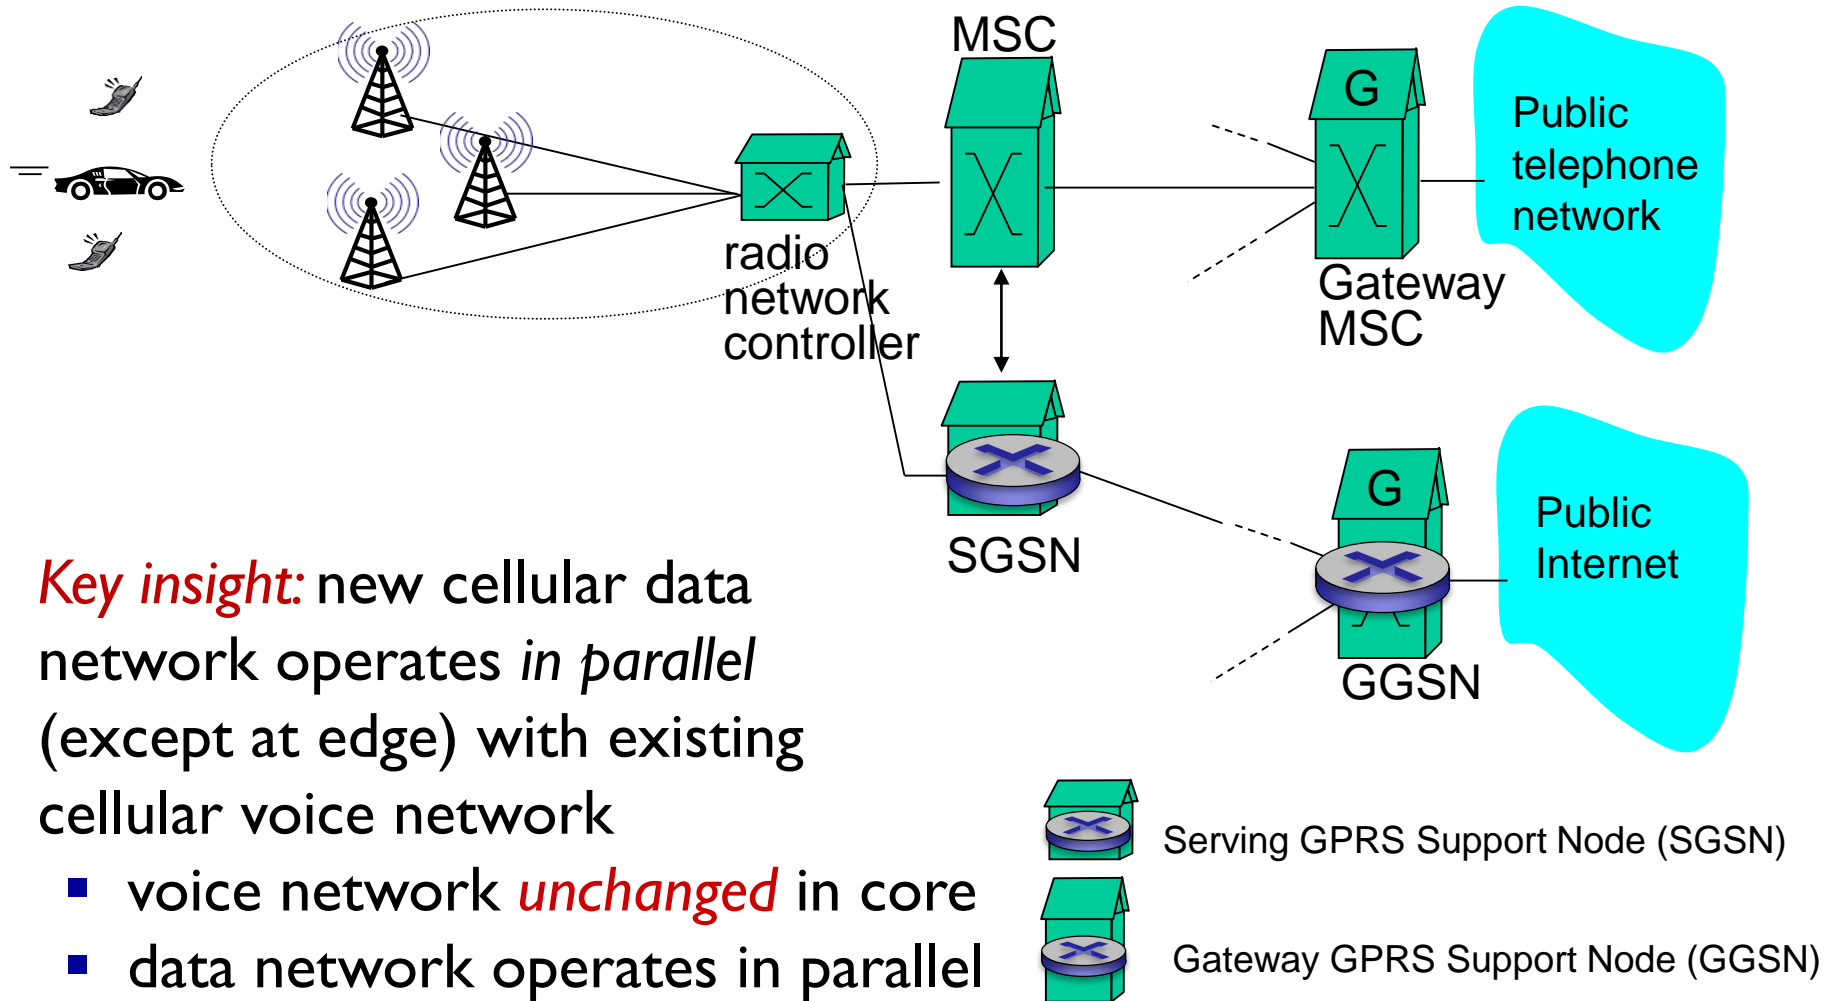 MSC
G
Public
telephone
network
radio
network
controller
Gateway
MSC
SGSN
G
Public
Internet
GGSN
Key insight: new cellular data
network operates in parallel
(except at edge) with existing
cellular voice network
voice network unchanged in core
data network operates in parallel
Serving GPRS Support Node (SGSN)
Gateway GPRS Support Node (GGSN)